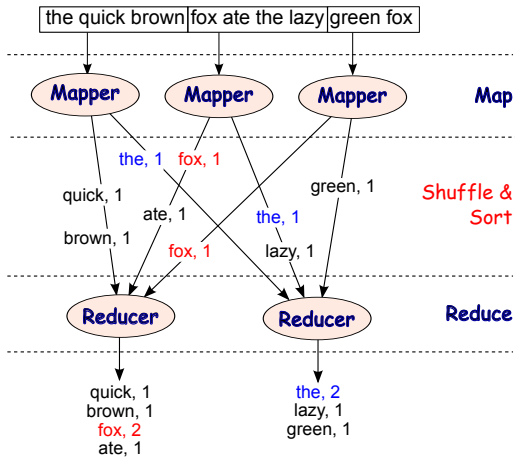 the quick brown fox ate the lazy green fox
Mapper Mapper Mapper Map
the, 1 fox, 1
quick, 1 green, 1
ate, 1 the, 1
brown, 1 fox, 1 lazy, 1
Shuffle &
Sort
Reducer Reducer Reduce
quick, 1
brown, 1
fox, 2
ate, 1
the, 2
lazy, 1
green, 1